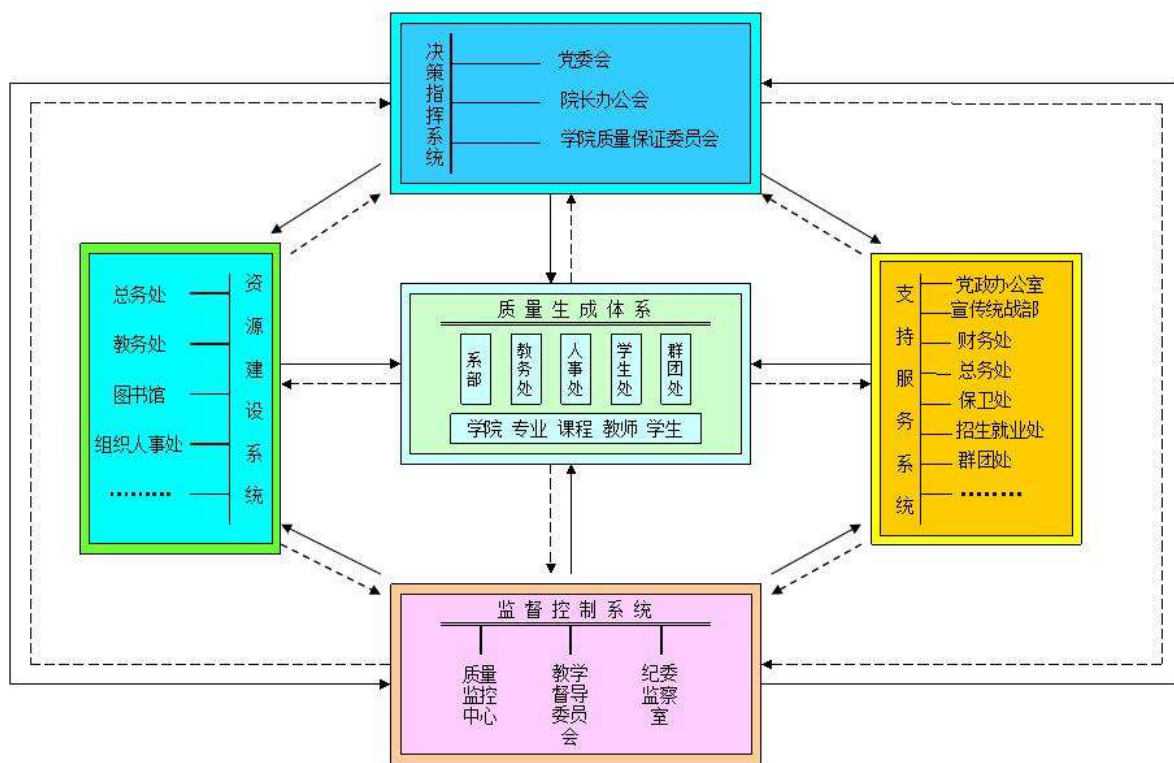 决策指挥系统
党委会
院长办公会
学院质量保证委员会
资源建设系统
总务处
教务处
图书馆
组织人事处
………
质量生成体系
系部
教务处
人事处
学生处
群团处
学院 专业 课程 教师 学生
支持服务系统
党政办公室
宣传统战部
财务处
总务处
保卫处
招生就业处
群团处
………
监督控制系统
质量
监控
中心
教学
督导
委员
会
纪委
监察
室